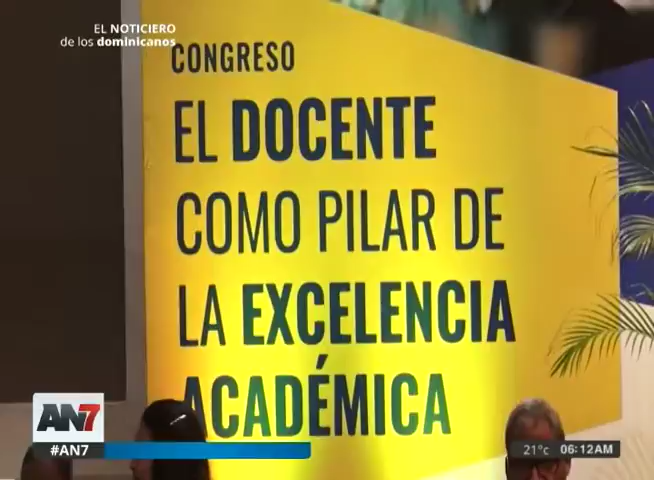 EL NOTICIERO
de los dominicanos
CONGRESO
EL DOCENTE
COMO PILAR DE
LA EXCELENCIA
ACADÉMICA
AN7
#AN7
21°c 06:12AM